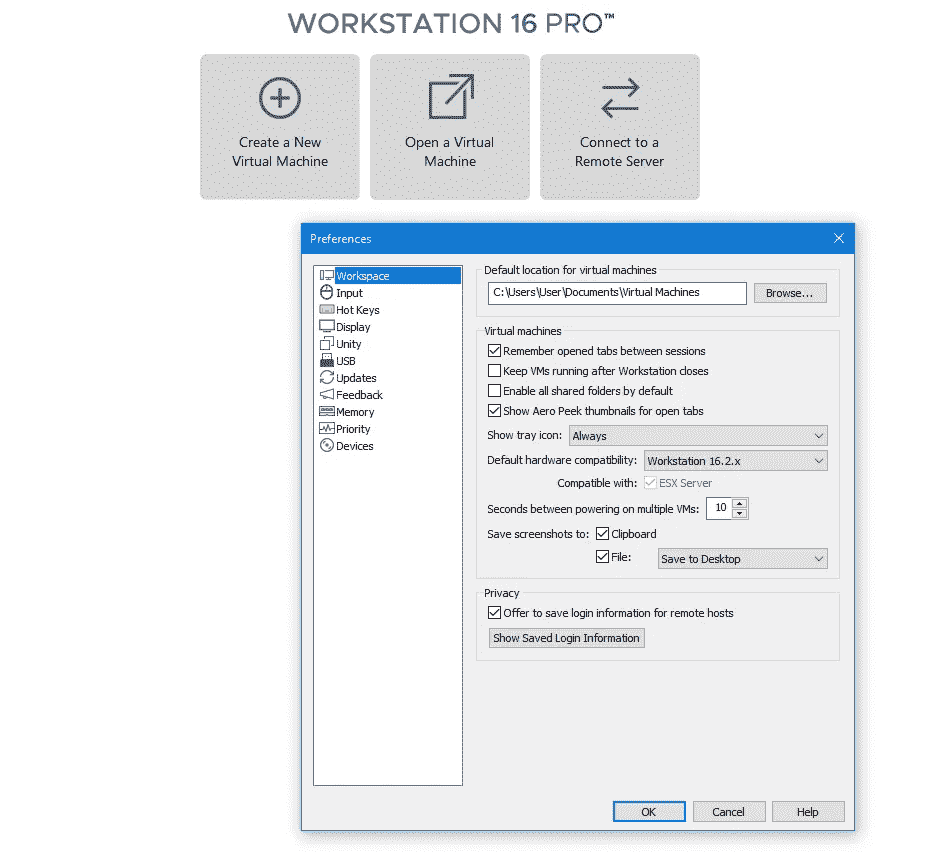 WORKSTATION 16 PRO™
Create a New
Virtual Machine
Open a Virtual
Machine
Connect to a
Remote Server
Preferences
Workspace
Input
Hot Keys
Display
Unity
USB
Updates
Feedback
Memory
Priority
Devices
Default location for virtual machines
C:\Users\User\Documents\Virtual Machines
Browse...
Virtual machines
Remember opened tabs between sessions
Keep VMs running after Workstation closes
Enable all shared folders by default
Show Aero Peek thumbnails for open tabs
Show tray icon: Always
Default hardware compatibility: Workstation 16.2.x
Compatible with: ESX Server
Seconds between powering on multiple VMs: 10
Save screenshots to: Clipboard
File: Save to Desktop
Privacy
Offer to save login information for remote hosts
Show Saved Login Information
OK Cancel Help